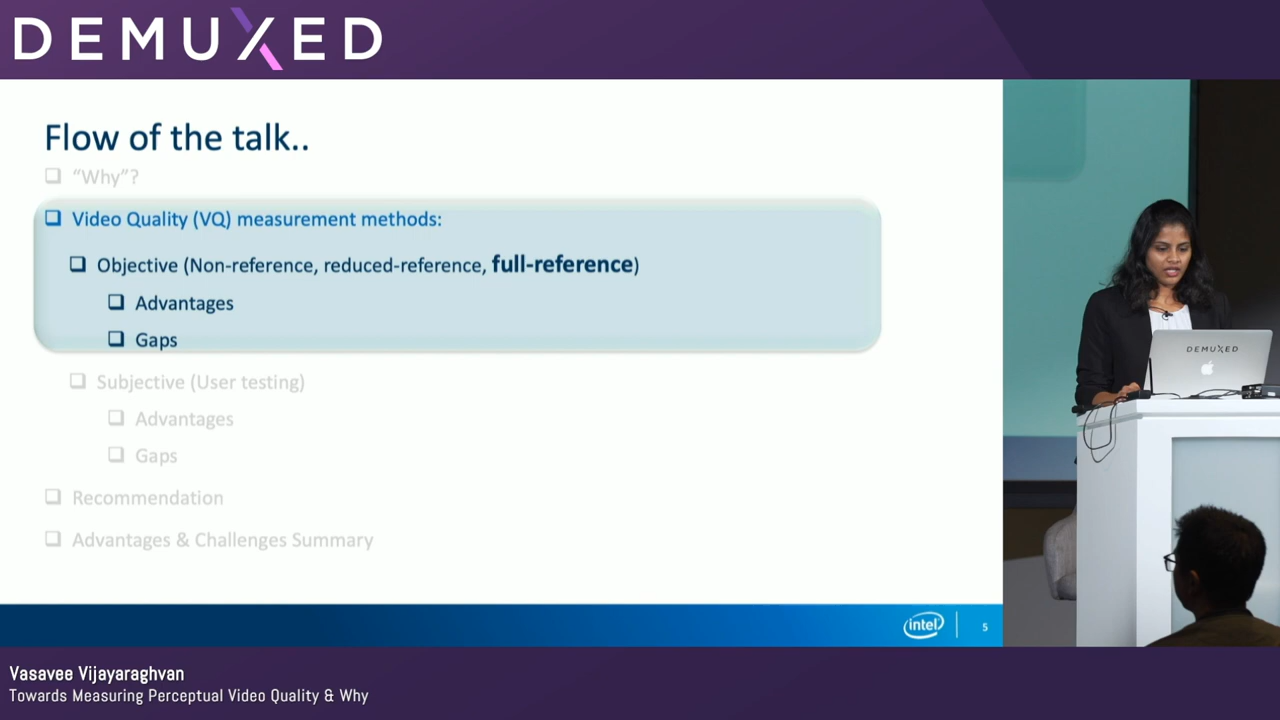 DEMUXED
Flow of the talk..
“Why”?
Video Quality (VQ) measurement methods:
Objective (Non-reference, reduced-reference, full-reference)
Advantages
Gaps
Subjective (User testing)
Advantages
Gaps
Recommendation
Advantages & Challenges Summary
intel
5
DEMUXED
Vasavee Vijayaraghvan
Towards Measuring Perceptual Video Quality & Why